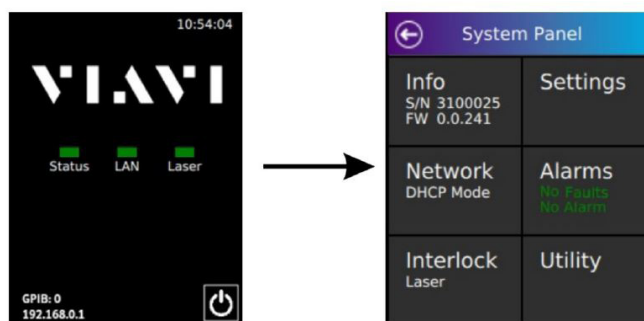 10:54:04
VIAVI
Status LAN Laser
GPIB: 0
192.168.0.1
System Panel
Info
S/N 3100025
FW 0.0.241
Settings
Network
DHCP Mode
Alarms
No Faults
No Alarm
Interlock
Laser
Utility